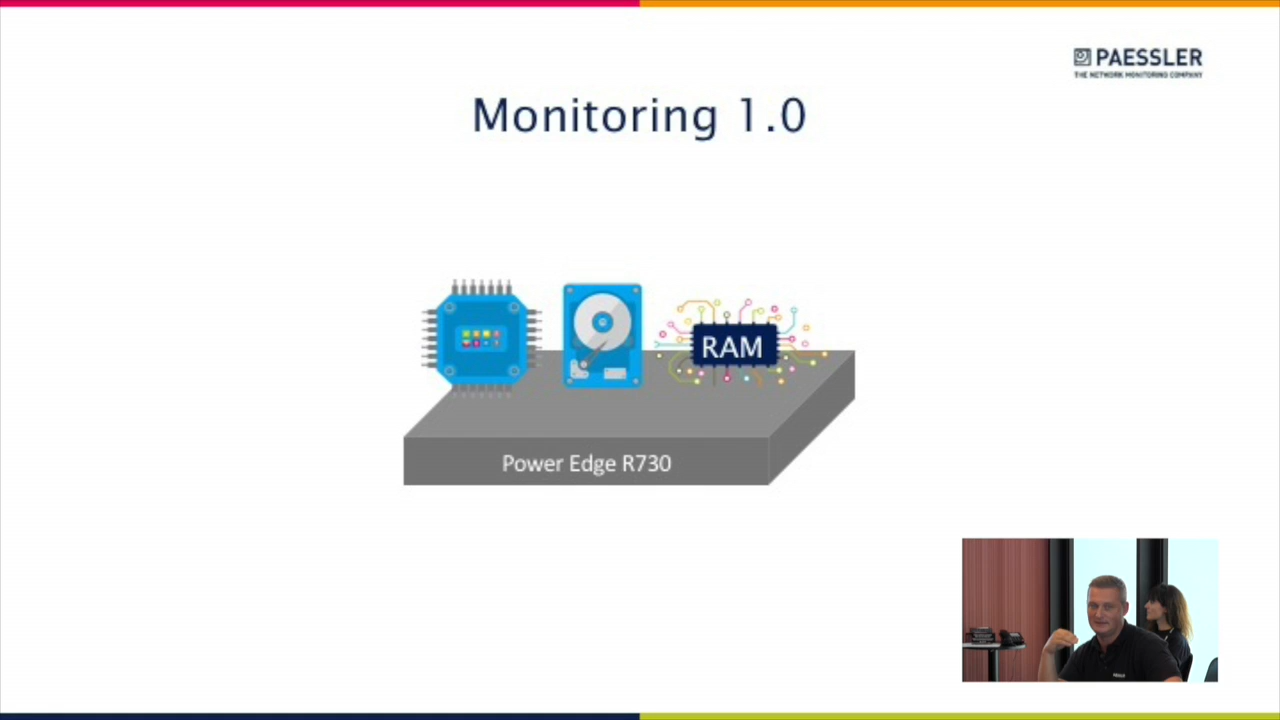 PAESSLER
THE NETWORK MONITORING COMPANY
Monitoring 1.0
RAM
Power Edge R730